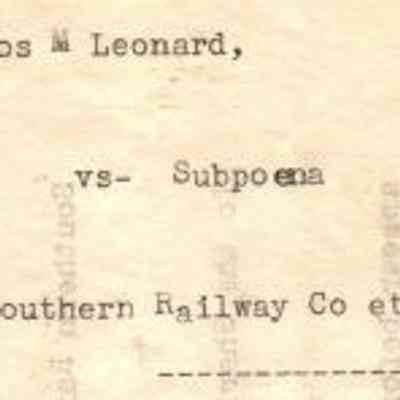 os M Leonard,
vs- Subpoena
outhern Railway Co et
--------------